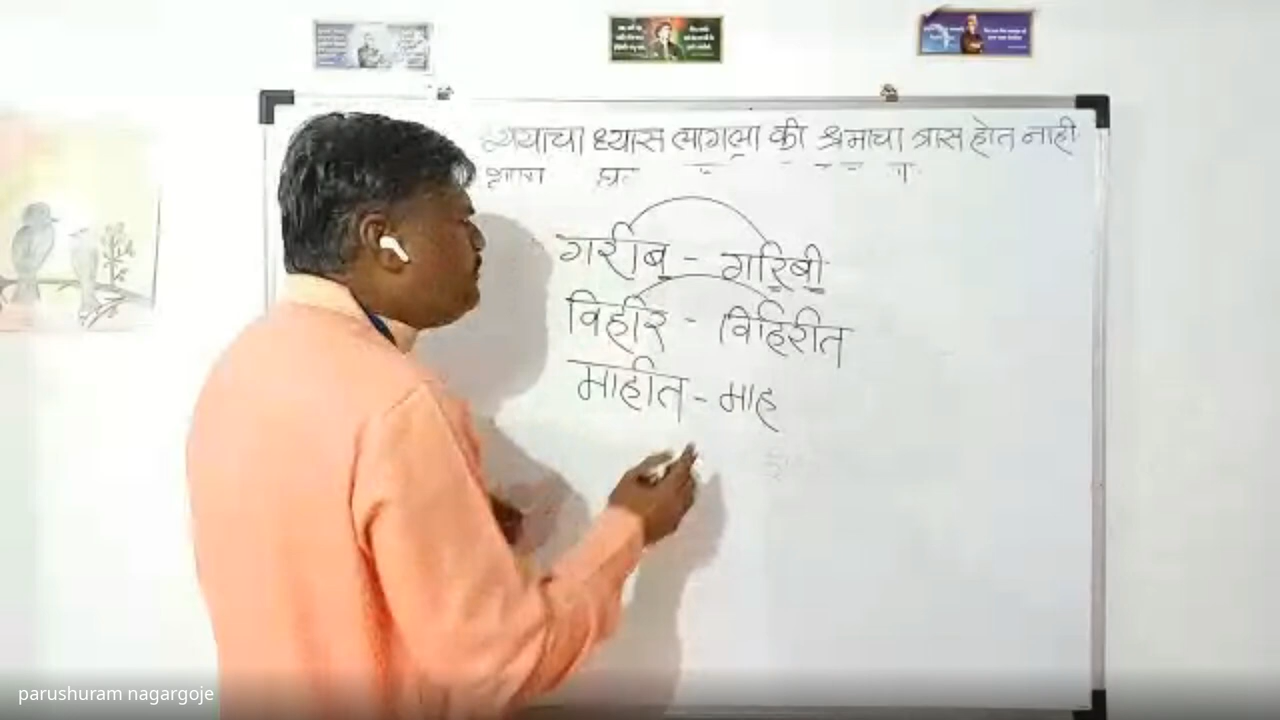 ध्येयाचा ध्यास लागला की श्रमाचा त्रास होत नाही
गरीब - गरिबी
विहीर - विहिरीत
माहीत - माह
parushuram nagargoje